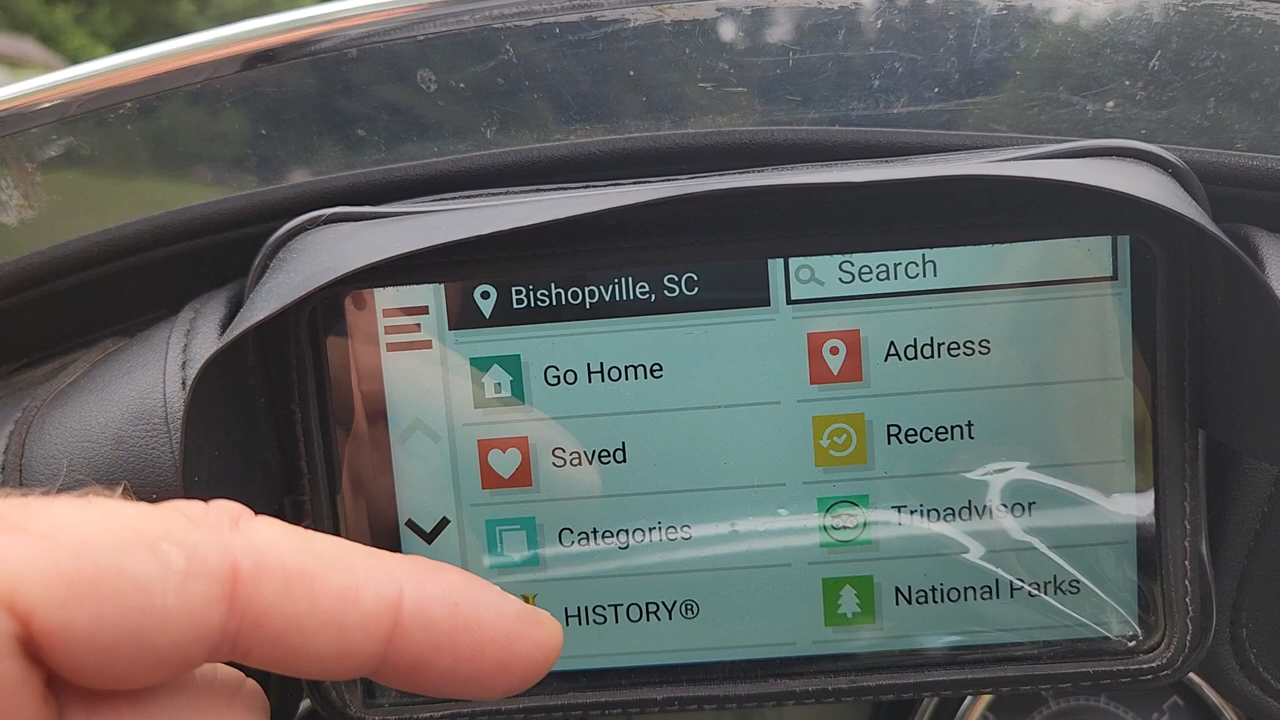 Bishopville, SC
Search
Go Home
Address
Saved
Recent
Categories
Tripadvisor
HISTORY®
National Parks